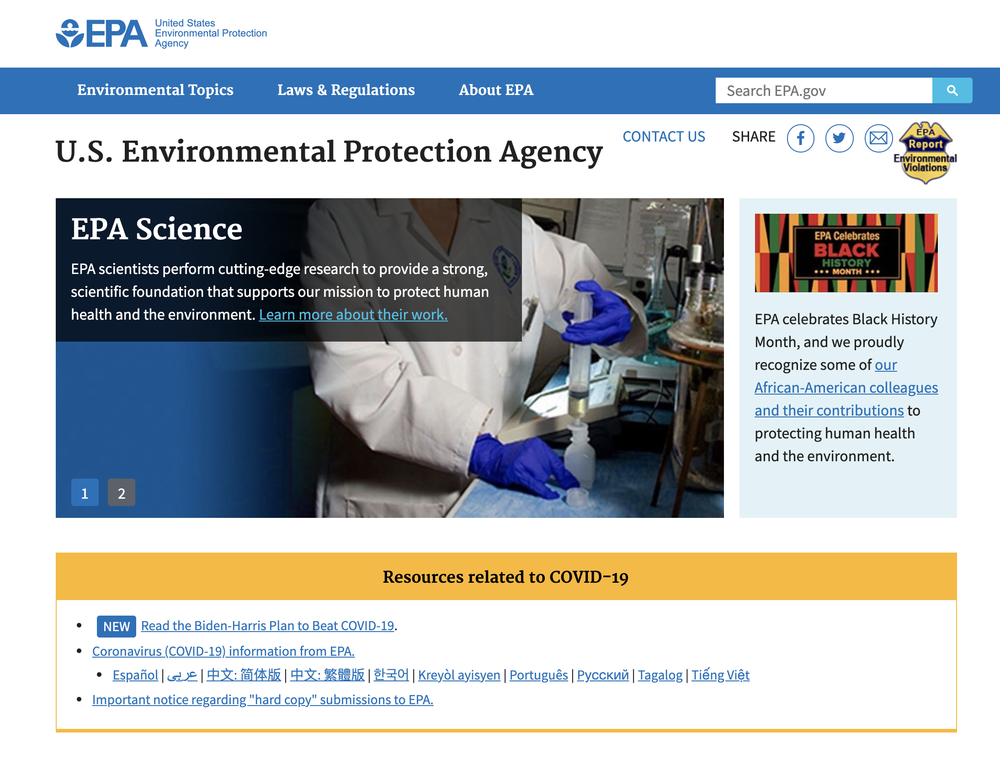 EPA
United States
Environmental Protection
Agency
Environmental Topics
Laws & Regulations
About EPA
Search EPA.gov
U.S. Environmental Protection Agency
CONTACT US
SHARE
EPA
Report
Environmental
Violations
EPA Science
EPA scientists perform cutting-edge research to provide a strong,
scientific foundation that supports our mission to protect human
health and the environment. Learn more about their work.
1
2
EPA Celebrates
BLACK
HISTORY
••• MONTH •••
EPA celebrates Black History
Month, and we proudly
recognize some of our
African-American colleagues
and their contributions to
protecting human health
and the environment.
Resources related to COVID-19
• NEW Read the Biden-Harris Plan to Beat COVID-19.
• Coronavirus (COVID-19) information from EPA.
• Español | عربى | 中文: 简体版 | 中文: 繁體版 | 한국어 | Kreyòl ayisyen | Português | Русский | Tagalog | Tiếng Việt
• Important notice regarding "hard copy" submissions to EPA.